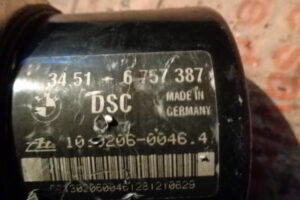 34.51 - 6 757 387
DSC
MADE IN
GERMANY
10.0206-0046.4